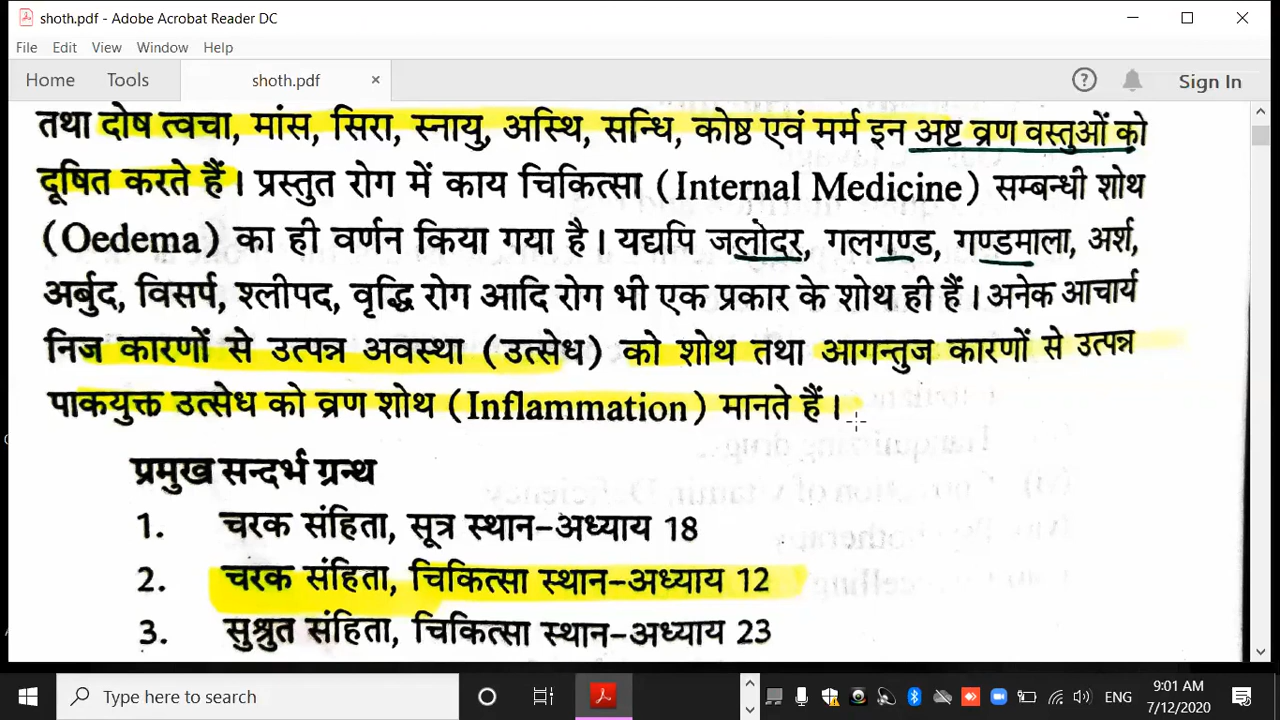 shoth.pdf - Adobe Acrobat Reader DC
File Edit View Window Help
Home Tools shoth.pdf × Sign In
तथा दोष त्वचा, मांस, सिरा, स्नायु, अस्थि, सन्धि, कोष्ठ एवं मर्म इन अष्ट व्रण वस्तुओं को
दूषित करते हैं। प्रस्तुत रोग में काय चिकित्सा (Internal Medicine) सम्बन्धी शोथ
(Oedema) का ही वर्णन किया गया है। यद्यपि जलोदर, गलगण्ड, गण्डमाला, अर्श,
अर्बुद, विसर्प, श्लीपद, वृद्धि रोग आदि रोग भी एक प्रकार के शोथ ही हैं। अनेक आचार्य
निज कारणों से उत्पन्न अवस्था (उत्सेध) को शोथ तथा आगन्तुज कारणों से उत्पन्न
पाकयुक्त उत्सेध को व्रण शोथ (Inflammation) मानते हैं।
प्रमुख सन्दर्भ ग्रन्थ
1. चरक संहिता, सूत्र स्थान-अध्याय 18
2. चरक संहिता, चिकित्सा स्थान-अध्याय 12
3. सुश्रुत संहिता, चिकित्सा स्थान-अध्याय 23
Type here to search ENG 9:01 AM
7/12/2020